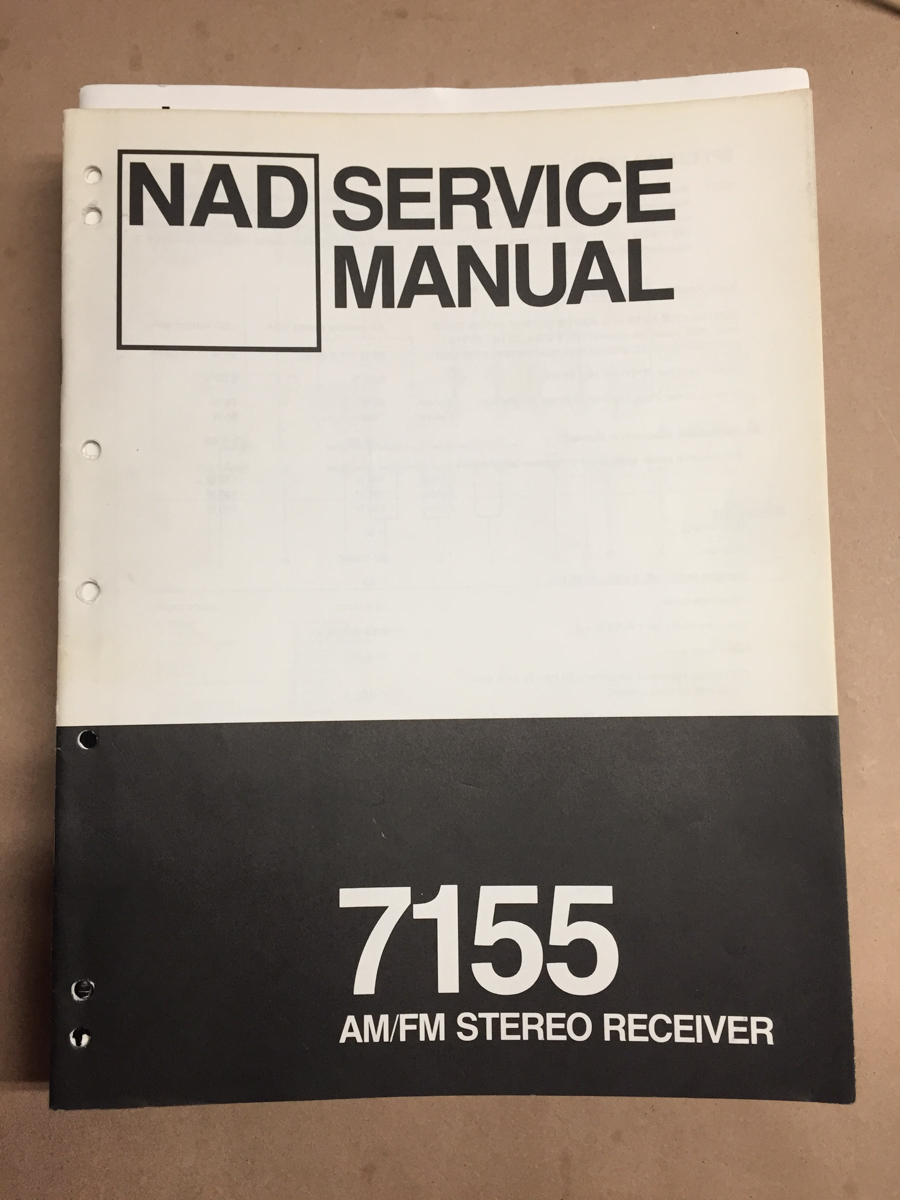 NAD SERVICE
MANUAL
7155
AM/FM STEREO RECEIVER